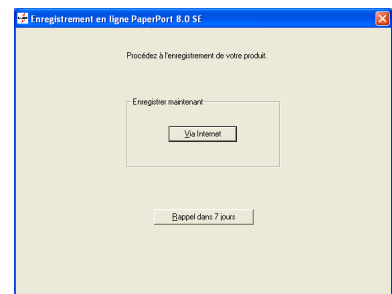 Enregistrement en ligne PaperPort 8.0 SE
Procédez à l'enregistrement de votre produit.
Enregistrer maintenant
Via Internet
Rappel dans 7 jours